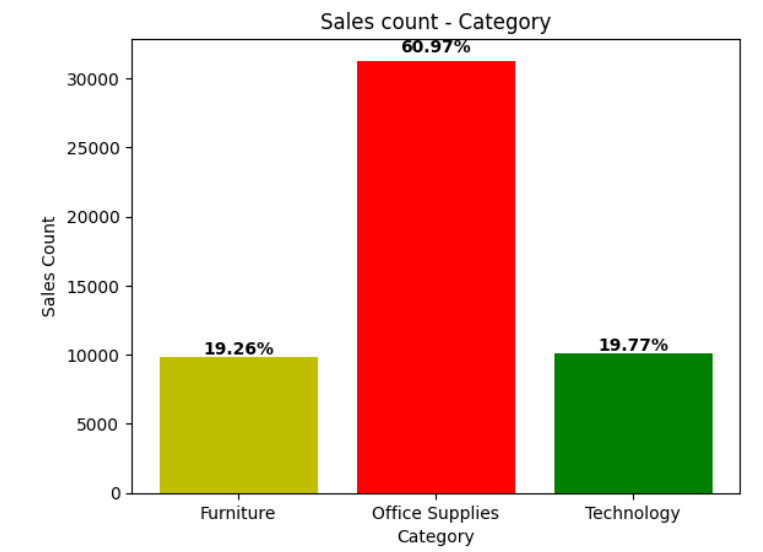 Sales count - Category
60.97%
19.26%
19.77%
Sales Count
30000
25000
20000
15000
10000
5000
0
Furniture
Office Supplies
Technology
Category